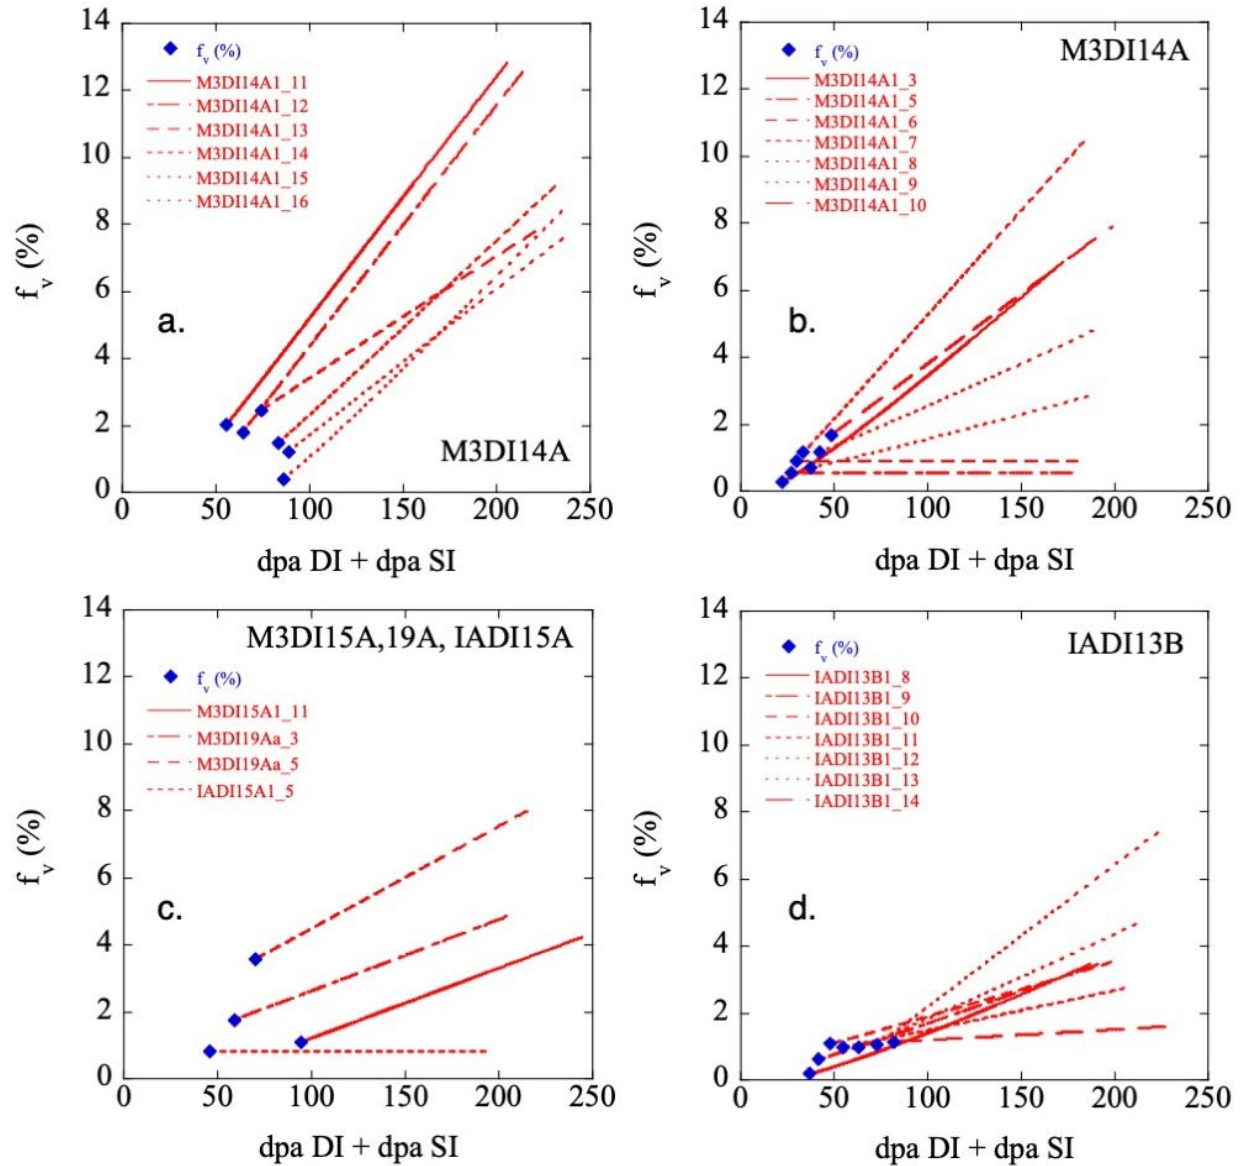 14
12
10
8
6
4
2
0
f_v (%)
f_v (%)
M3DI14A1_11
M3DI14A1_12
M3DI14A1_13
M3DI14A1_14
M3DI14A1_15
M3DI14A1_16
a.
M3DI14A
0 50 100 150 200 250
dpa DI + dpa SI
14
12
10
8
6
4
2
0
f_v (%)
M3DI14A
f_v (%)
M3DI14A1_3
M3DI14A1_5
M3DI14A1_6
M3DI14A1_7
M3DI14A1_8
M3DI14A1_9
M3DI14A1_10
b.
0 50 100 150 200 250
dpa DI + dpa SI
14
12
10
8
6
4
2
0
f_v (%)
M3DI15A,19A, IADI15A
f_v (%)
M3DI15A1_11
M3DI19Aa_3
M3DI19Aa_5
IADI15A1_5
c.
0 50 100 150 200 250
dpa DI + dpa SI
14
12
10
8
6
4
2
0
f_v (%)
IADI13B
f_v (%)
IADI13B1_8
IADI13B1_9
IADI13B1_10
IADI13B1_11
IADI13B1_12
IADI13B1_13
IADI13B1_14
d.
0 50 100 150 200 250
dpa DI + dpa SI